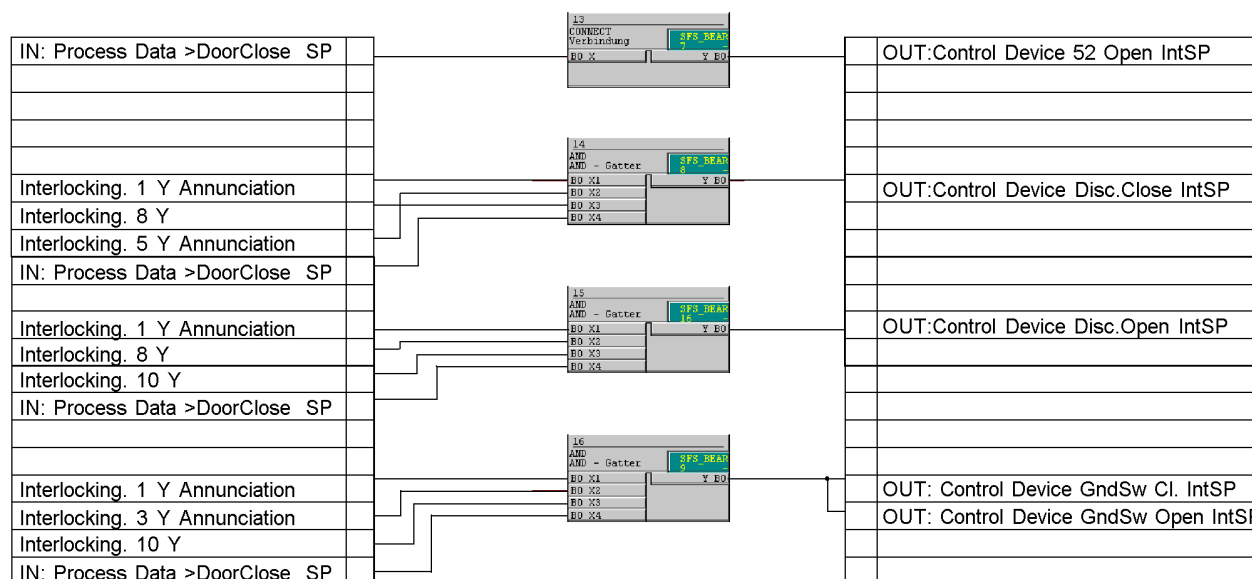 IN: Process Data >DoorClose SP
Interlocking. 1 Y Annunciation
Interlocking. 8 Y
Interlocking. 5 Y Annunciation
IN: Process Data >DoorClose SP
Interlocking. 1 Y Annunciation
Interlocking. 8 Y
Interlocking. 10 Y
IN: Process Data >DoorClose SP
Interlocking. 1 Y Annunciation
Interlocking. 3 Y Annunciation
Interlocking. 10 Y
IN: Process Data >DoorClose SP
13
CONNECT
Verbindung
SFS_BEAR
7 -
BO X
Y BO
14
AND
AND - Gatter
SFS_BEAR
8 -
BO X1
Y BO
BO X2
BO X3
BO X4
15
AND
AND - Gatter
SFS_BEAR
16 -
BO X1
Y BO
BO X2
BO X3
BO X4
16
AND
AND - Gatter
SFS_BEAR
9 -
BO X1
Y BO
BO X2
BO X3
BO X4
OUT:Control Device 52 Open IntSP
OUT:Control Device Disc.Close IntSP
OUT:Control Device Disc.Open IntSP
OUT: Control Device GndSw Cl. IntSP
OUT: Control Device GndSw Open IntSP